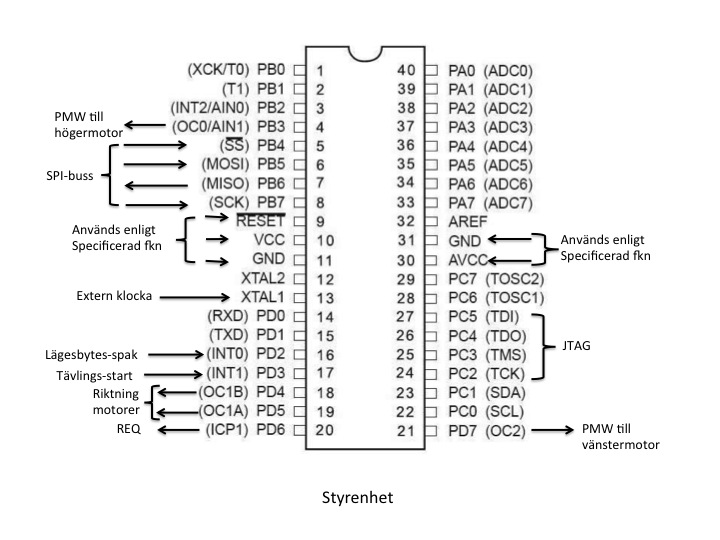 (XCK/T0) PB0 1 40 PA0 (ADC0)
(T1) PB1 2 39 PA1 (ADC1)
(INT2/AIN0) PB2 3 38 PA2 (ADC2)
PMW till
högermotor
(OC0/AIN1) PB3 4 37 PA3 (ADC3)
(SS) PB4 5 36 PA4 (ADC4)
(MOSI) PB5 6 35 PA5 (ADC5)
SPI-buss
(MISO) PB6 7 34 PA6 (ADC6)
(SCK) PB7 8 33 PA7 (ADC7)
RESET 9 32 AREF
Används enligt
Specificerad fkn
VCC 10 31 GND
Används enligt
Specificerad fkn
GND 11 30 AVCC
XTAL2 12 29 PC7 (TOSC2)
Extern klocka XTAL1 13 28 PC6 (TOSC1)
(RXD) PD0 14 27 PC5 (TDI)
(TXD) PD1 15 26 PC4 (TDO)
JTAG
Lägesbytes-spak (INT0) PD2 16 25 PC3 (TMS)
Tävlings-start (INT1) PD3 17 24 PC2 (TCK)
Riktning
motorer
(OC1B) PD4 18 23 PC1 (SDA)
(OC1A) PD5 19 22 PC0 (SCL)
REQ (ICP1) PD6 20 21 PD7 (OC2)
PMW till
vänstermotor
Styrenhet